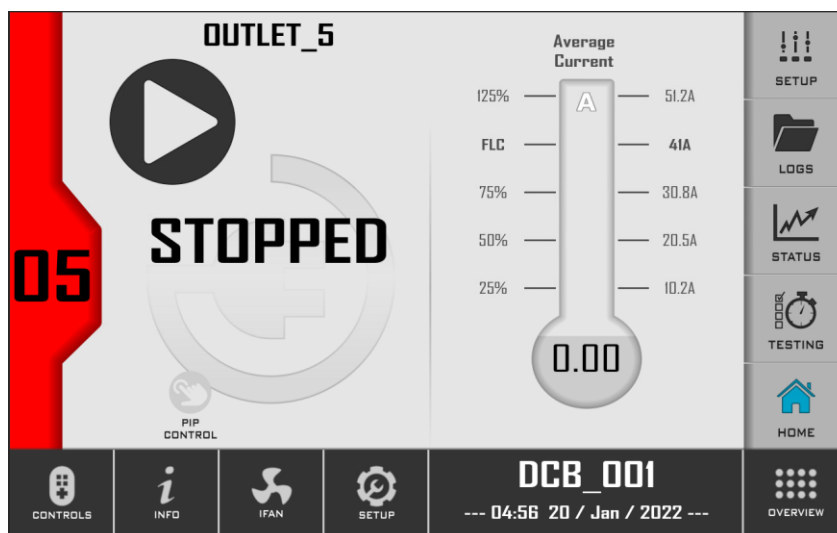 OUTLET_5
Average
Current
125%
51.2A
FLC
41A
75%
30.8A
50%
20.5A
25%
10.2A
A
0.00
STOPPED
05
PIP
CONTROL
SETUP
LOGS
STATUS
TESTING
HOME
CONTROLS
INFO
IFAN
SETUP
DCB_001
--- 04:56 20 / Jan / 2022 ---
OVERVIEW